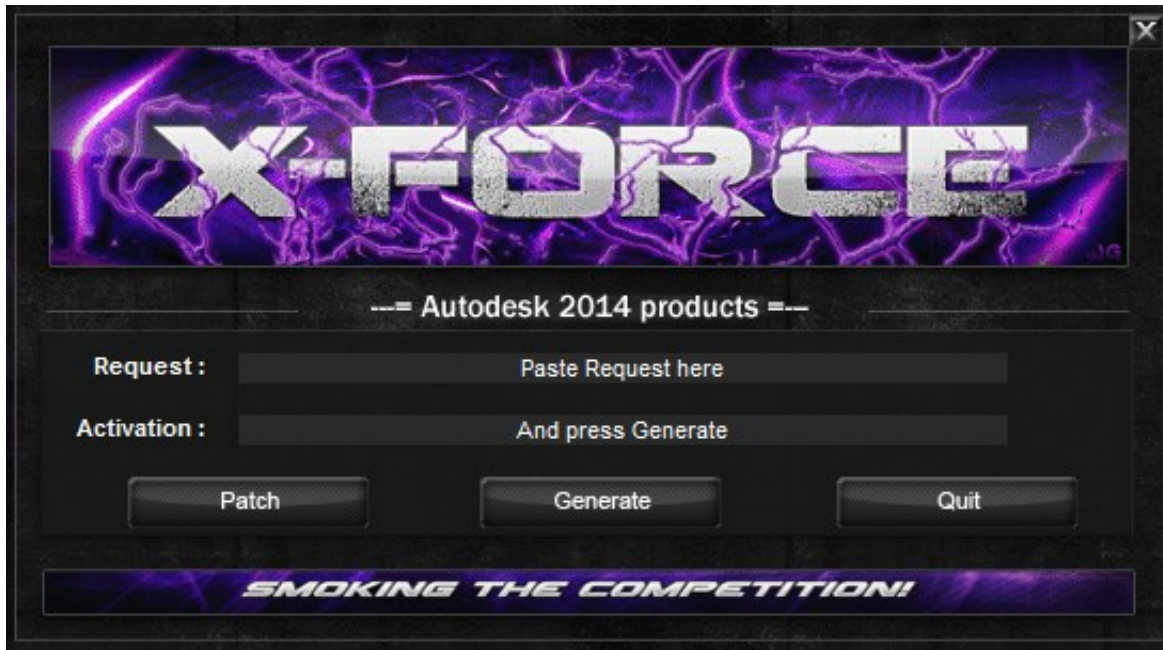 X
X-FORCE
JG
---= Autodesk 2014 products =---
Request : Paste Request here
Activation : And press Generate
Patch Generate Quit
SMOKING THE COMPETITION!